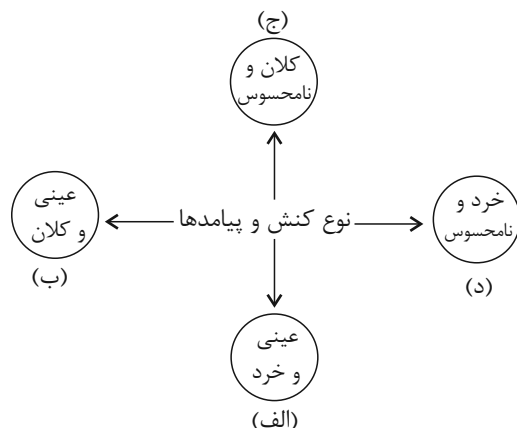 (ج)
کلان و
نامحسوس
خرد و
نامحسوس
(د)
نوع کنش و پیامدها
عینی
و کلان
(ب)
عینی
و خرد
(الف)